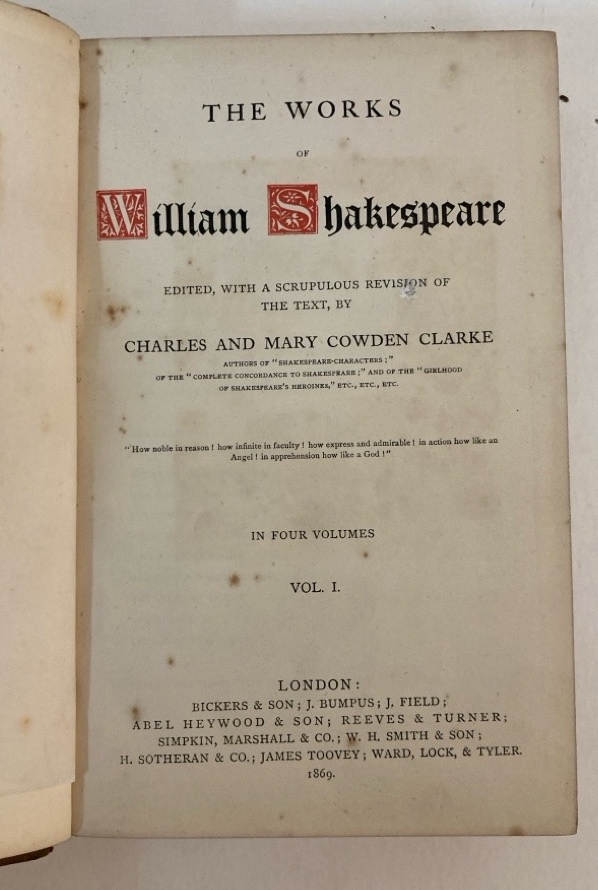 THE WORKS
OF
William Shakespeare
EDITED, WITH A SCRUPULOUS REVISION OF
THE TEXT, BY
CHARLES AND MARY COWDEN CLARKE
AUTHORS OF "SHAKESPEARE-CHARACTERS;"
OF THE "COMPLETE CONCORDANCE TO SHAKESPEARE;" AND OF THE "GIRLHOOD
OF SHAKESPEARE'S HEROINES," ETC., ETC., ETC.
"How noble in reason! how infinite in faculty! how express and admirable! in action how like an
Angel! in apprehension how like a God!"
IN FOUR VOLUMES
VOL. I.
LONDON:
BICKERS & SON; J. BUMPUS; J. FIELD;
ABEL HEYWOOD & SON; REEVES & TURNER;
SIMPKIN, MARSHALL & CO.; W. H. SMITH & SON;
H. SOTHERAN & CO.; JAMES TOOVEY; WARD, LOCK, & TYLER.
1869.